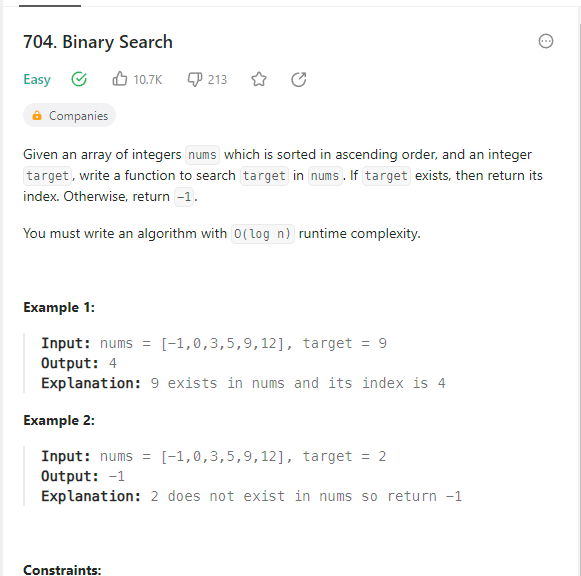 704. Binary Search
Easy 10.7K 213
Companies
Given an array of integers nums which is sorted in ascending order, and an integer
target, write a function to search target in nums. If target exists, then return its
index. Otherwise, return -1.
You must write an algorithm with O(log n) runtime complexity.
Example 1:
Input: nums = [-1,0,3,5,9,12], target = 9
Output: 4
Explanation: 9 exists in nums and its index is 4
Example 2:
Input: nums = [-1,0,3,5,9,12], target = 2
Output: -1
Explanation: 2 does not exist in nums so return -1
Constraints: